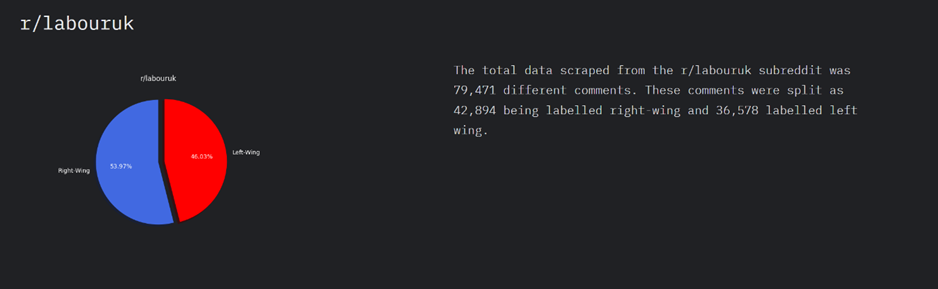 r/labouruk
r/labouruk
Right-Wing
53.97%
46.03%
Left-Wing
The total data scraped from the r/labouruk subreddit was
79,471 different comments. These comments were split as
42,894 being labelled right-wing and 36,578 labelled left
wing.